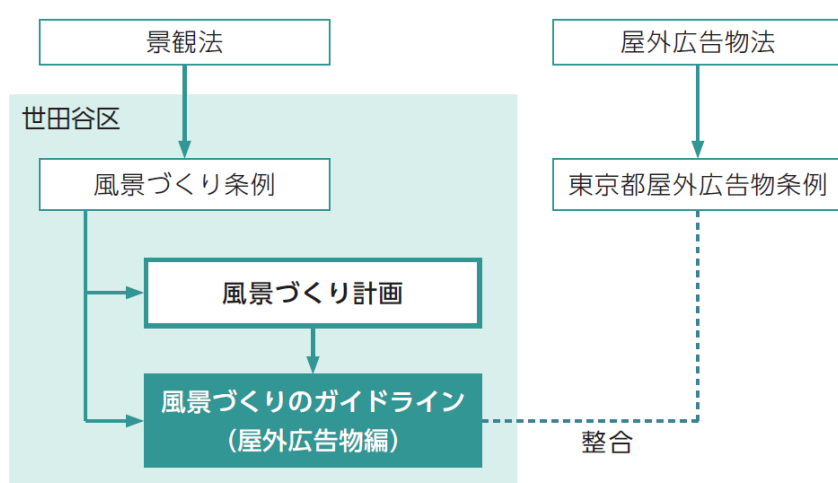 景観法
屋外広告物法
世田谷区
風景づくり条例
東京都屋外広告物条例
風景づくり計画
風景づくりのガイドライン
（屋外広告物編）
整合